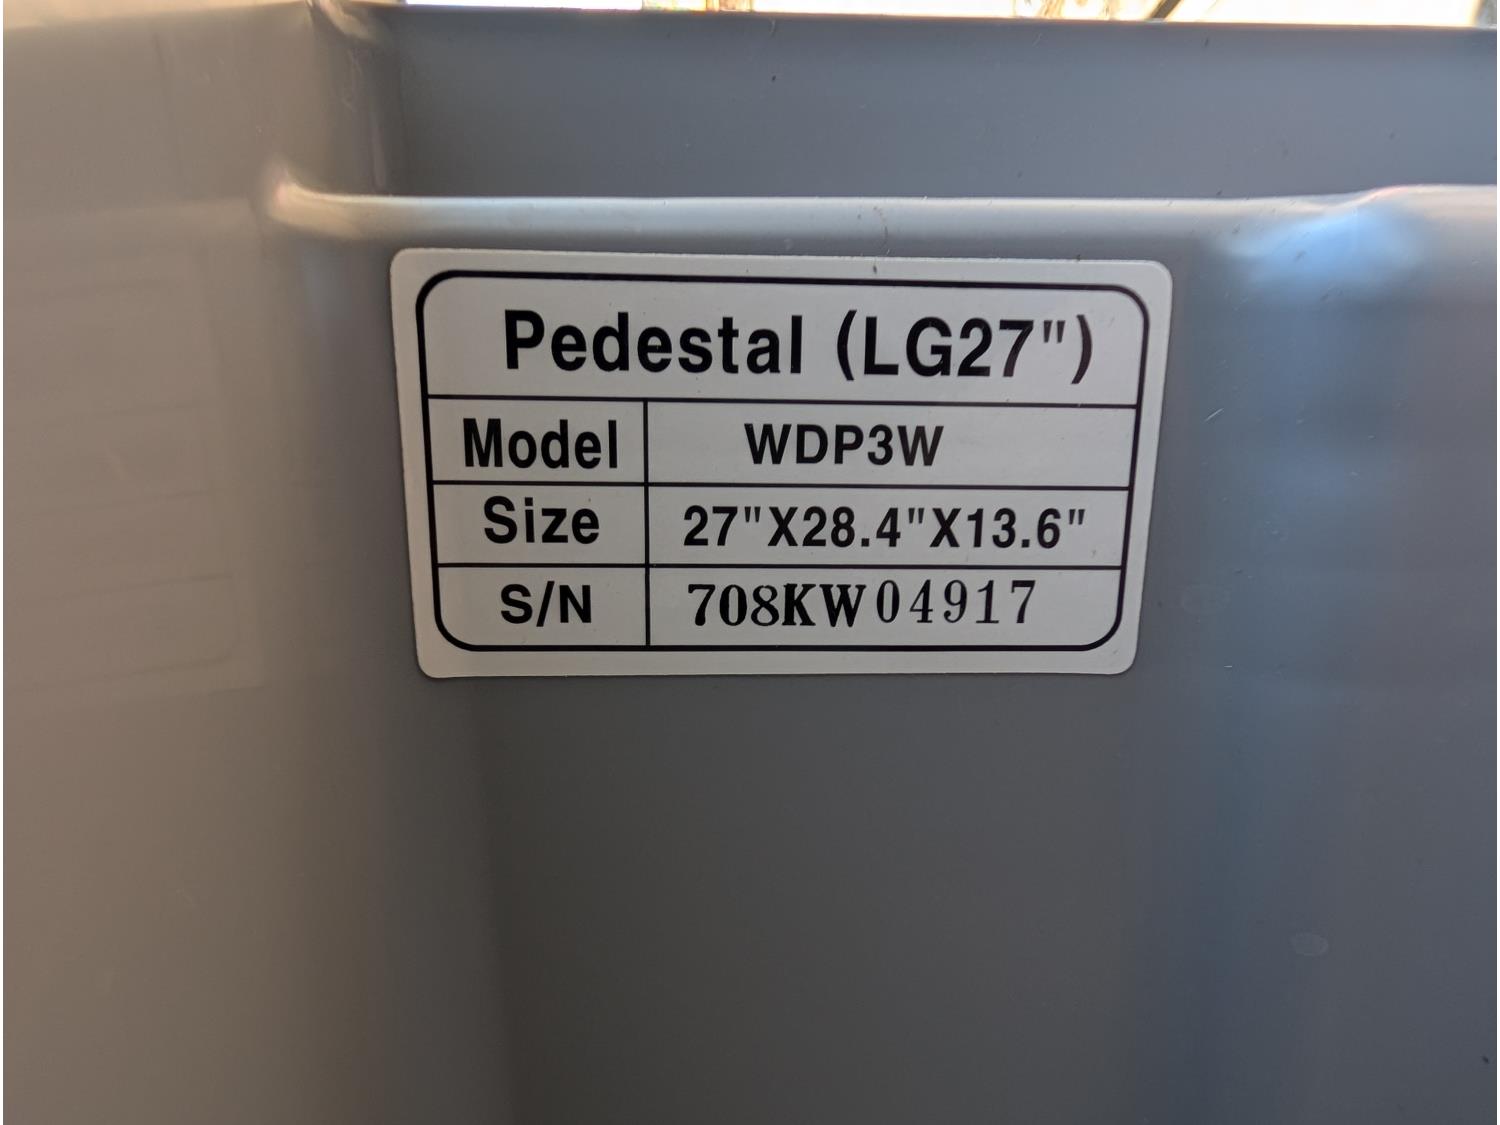 Pedestal (LG27")
Model WDP3W
Size 27"X28.4"X13.6"
S/N 708KW04917